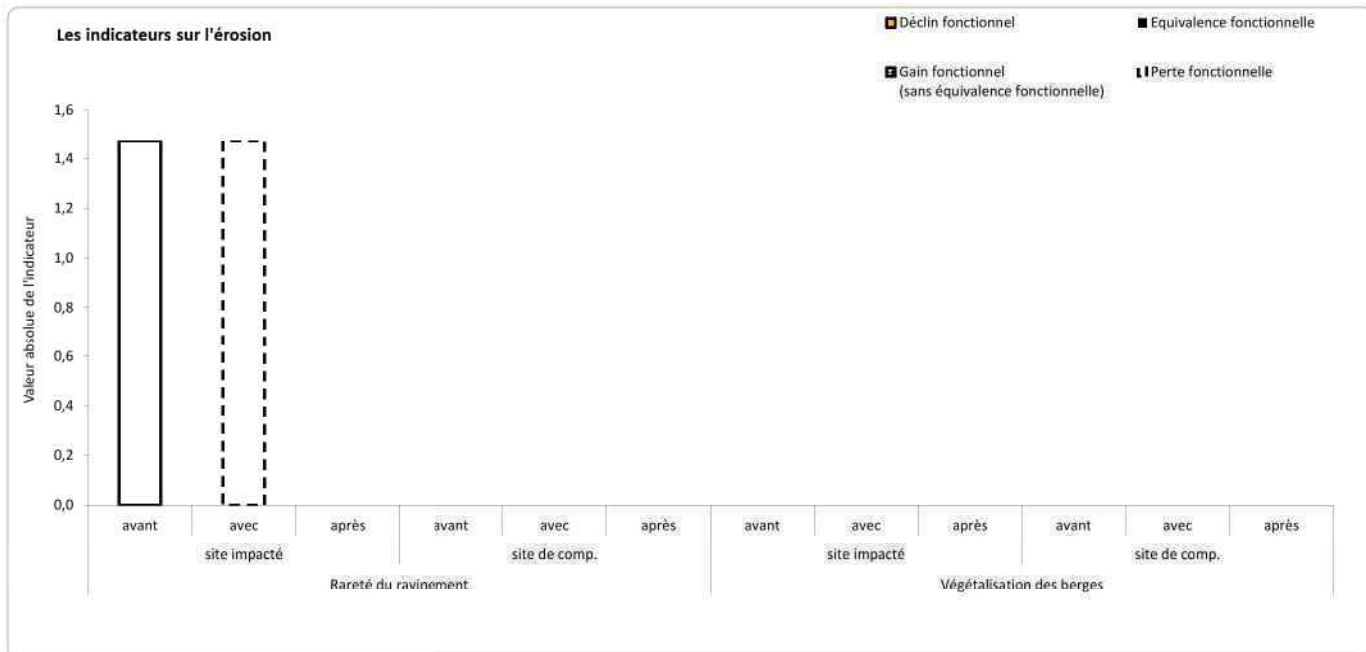 Les indicateurs sur l'érosion
Déclin fonctionnel
Equivalence fonctionnelle
Gain fonctionnel
(sans équivalence fonctionnelle)
Perte fonctionnelle
Valeur absolue de l'indicateur
1,6
1,4
1,2
1,0
0,8
0,6
0,4
0,2
0,0
avant avec après avant avec après avant avec après avant avec après
site impacté site de comp. site impacté site de comp.
Rareté du ravinement Végétalisation des berges